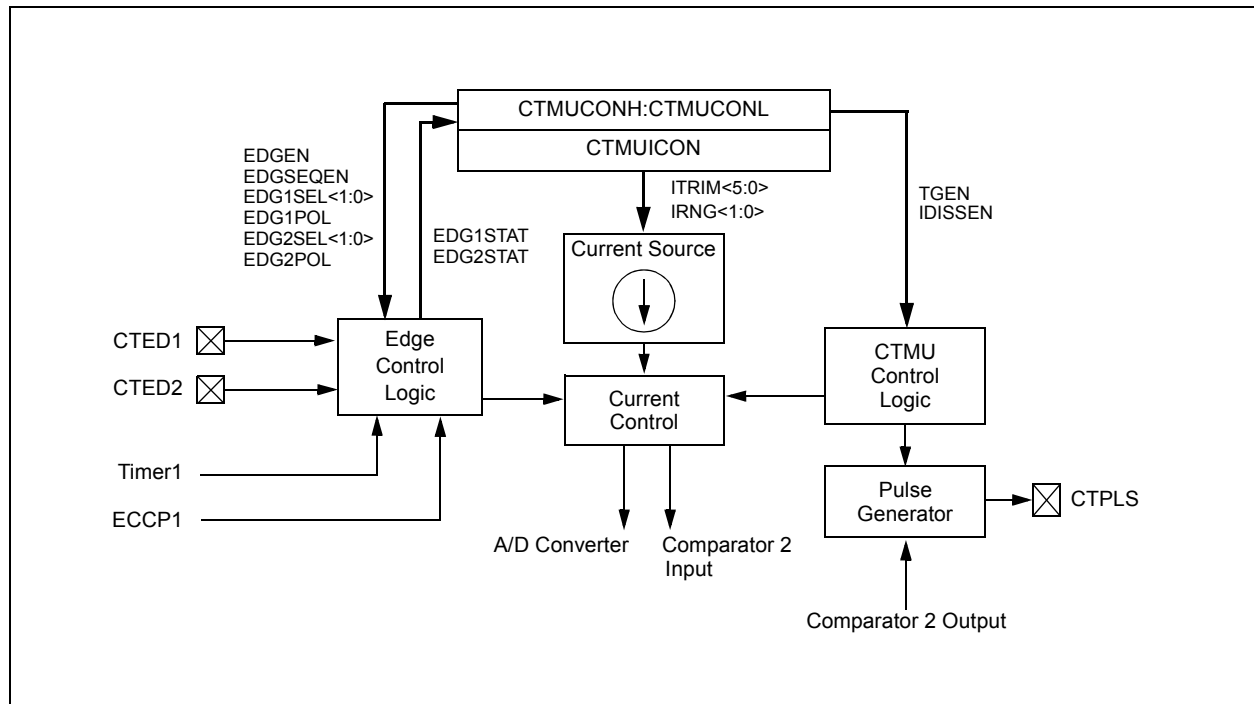 CTMUCONH:CTMUCONL
CTMUICON
EDGEN
EDGSEQEN
EDG1SEL<1:0>
EDG1POL
EDG2SEL<1:0>
EDG2POL
EDG1STAT
EDG2STAT
ITRIM<5:0>
IRNG<1:0>
TGEN
IDISSEN
Current Source
CTED1
CTED2
Edge
Control
Logic
Current
Control
CTMU
Control
Logic
Timer1
ECCP1
Pulse
Generator
CTPLS
A/D Converter
Comparator 2
Input
Comparator 2 Output